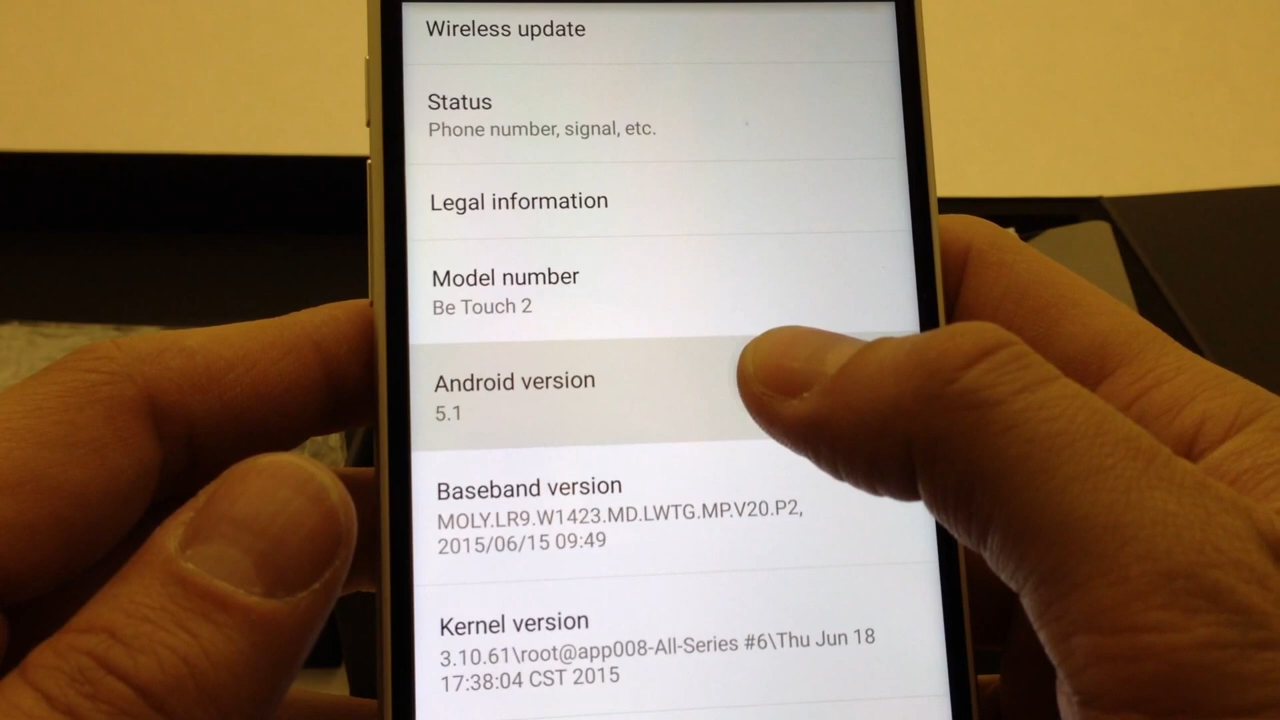 Wireless update
Status
Phone number, signal, etc.
Legal information
Model number
Be Touch 2
Android version
5.1
Baseband version
MOLY.LR9.W1423.MD.LWTG.MP.V20.P2,
2015/06/15 09:49
Kernel version
3.10.61\root@app008-All-Series #6\Thu Jun 18
17:38:04 CST 2015